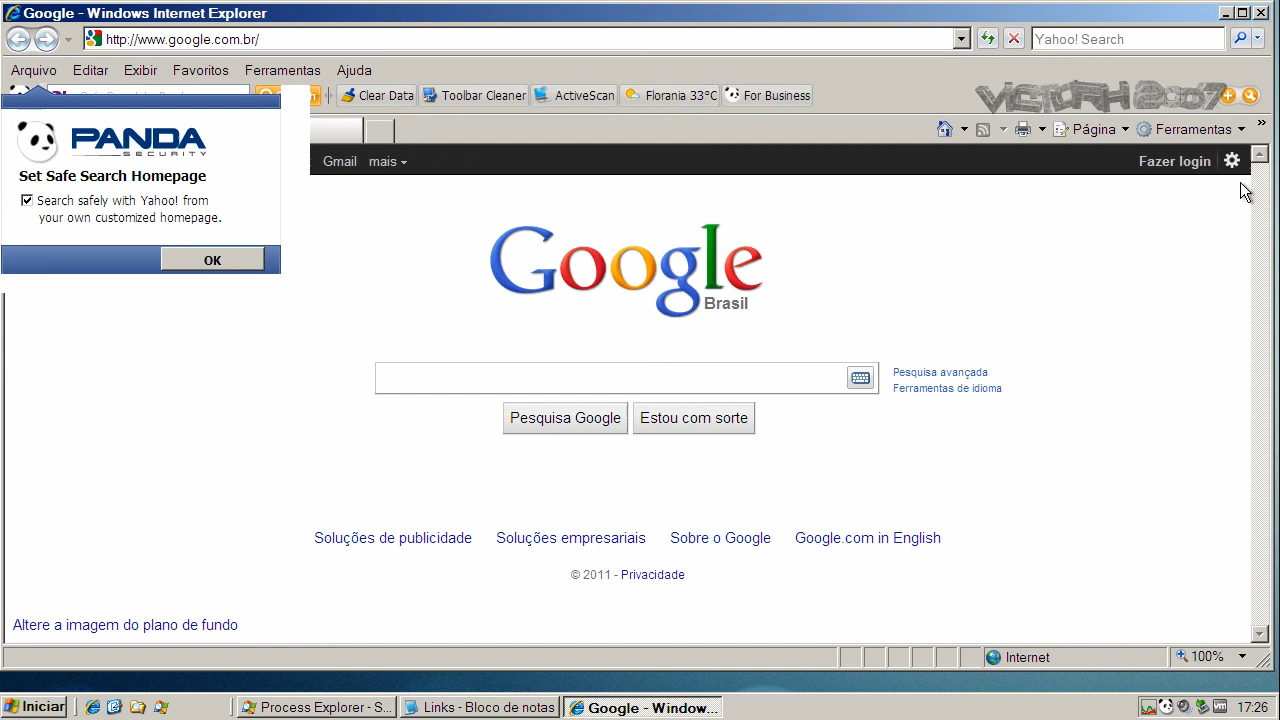 Google - Windows Internet Explorer
http://www.google.com.br/
Yahoo! Search
Arquivo Editar Exibir Favoritos Ferramentas Ajuda
Clear Data Toolbar Cleaner ActiveScan Florania 33°C For Business
VICTORH 2007
PANDA
SECURITY
Set Safe Search Homepage
Search safely with Yahoo! from
your own customized homepage.
OK
Página Ferramentas
Gmail mais Fazer login
Google
Brasil
Pesquisa avançada
Ferramentas de idioma
Pesquisa Google Estou com sorte
Soluções de publicidade Soluções empresariais Sobre o Google Google.com in English
© 2011 - Privacidade
Altere a imagem do plano de fundo
Internet 100%
Iniciar Process Explorer - S... Links - Bloco de notas Google - Window... 17:26